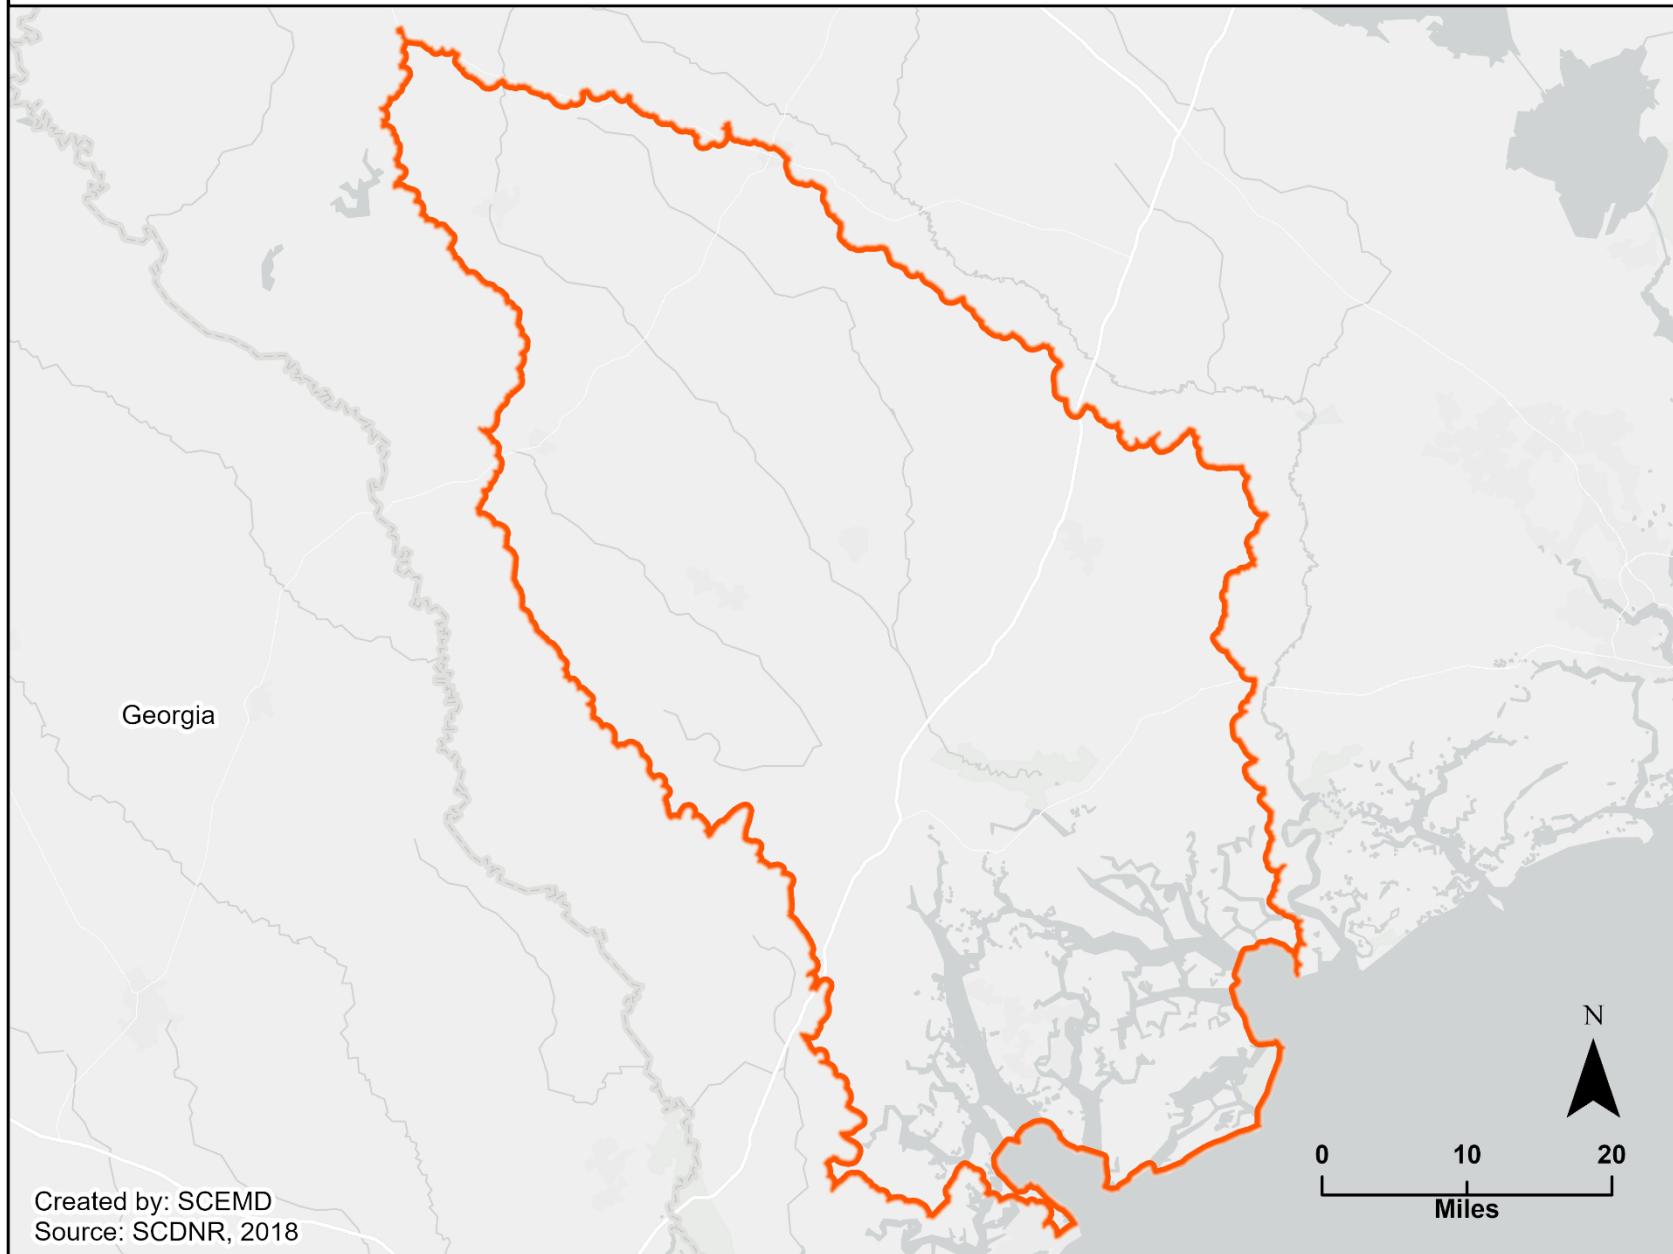 Georgia
N
0 10 20
Miles
Created by: SCEMD
Source: SCDNR, 2018